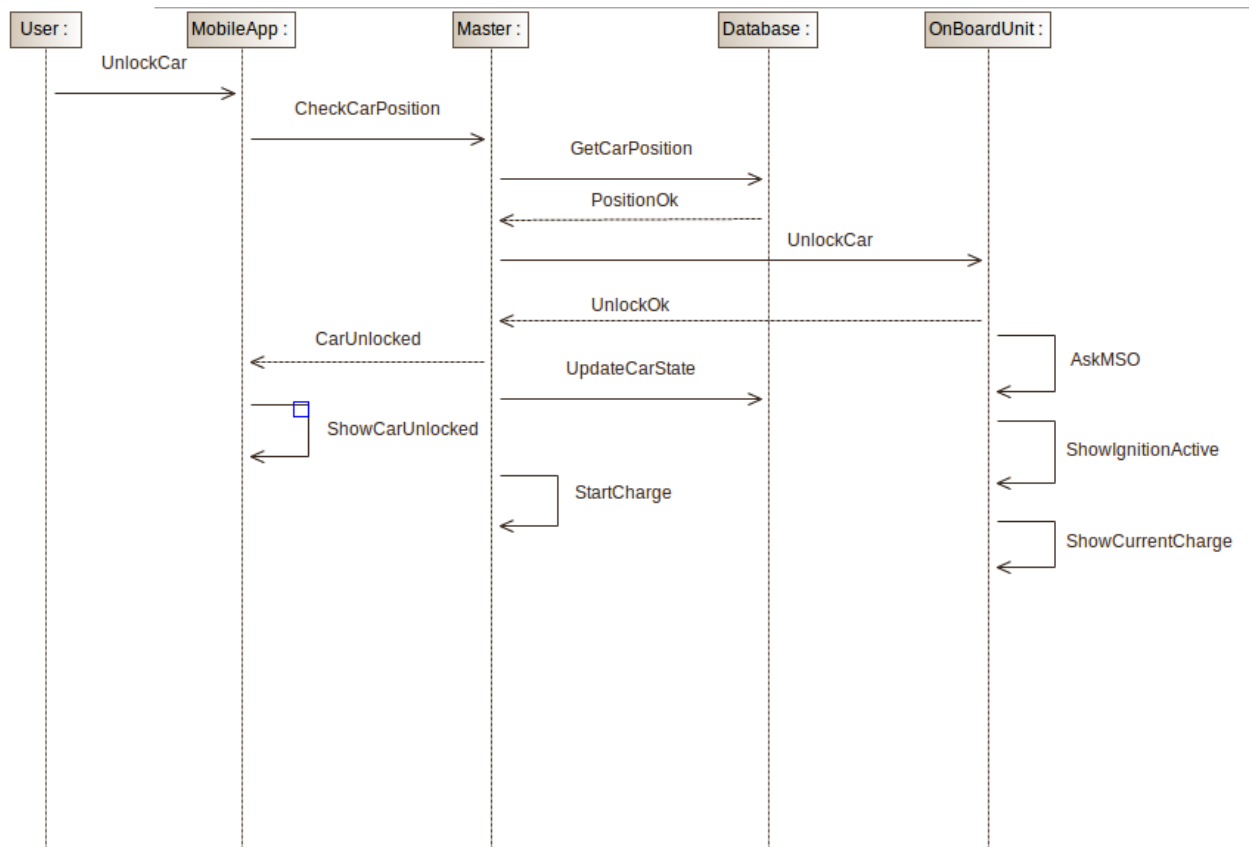 User :
MobileApp :
Master :
Database :
OnBoardUnit :
UnlockCar
CheckCarPosition
GetCarPosition
PositionOk
UnlockCar
UnlockOk
CarUnlocked
AskMSO
UpdateCarState
ShowCarUnlocked
ShowIgnitionActive
StartCharge
ShowCurrentCharge